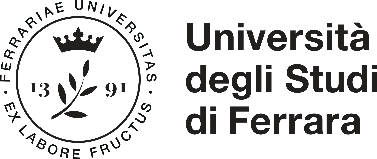 FERRARIAE UNIVERSITAS
13 91
EX LABORE FRUCTUS
Università
degli Studi
di Ferrara